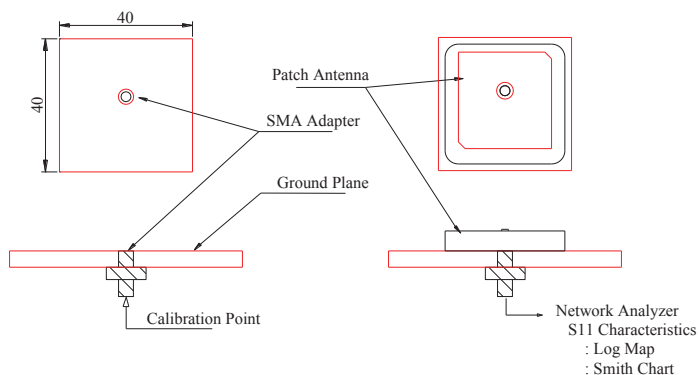 40
40
Patch Antenna
SMA Adapter
Ground Plane
Calibration Point
Network Analyzer
S11 Characteristics
: Log Map
: Smith Chart